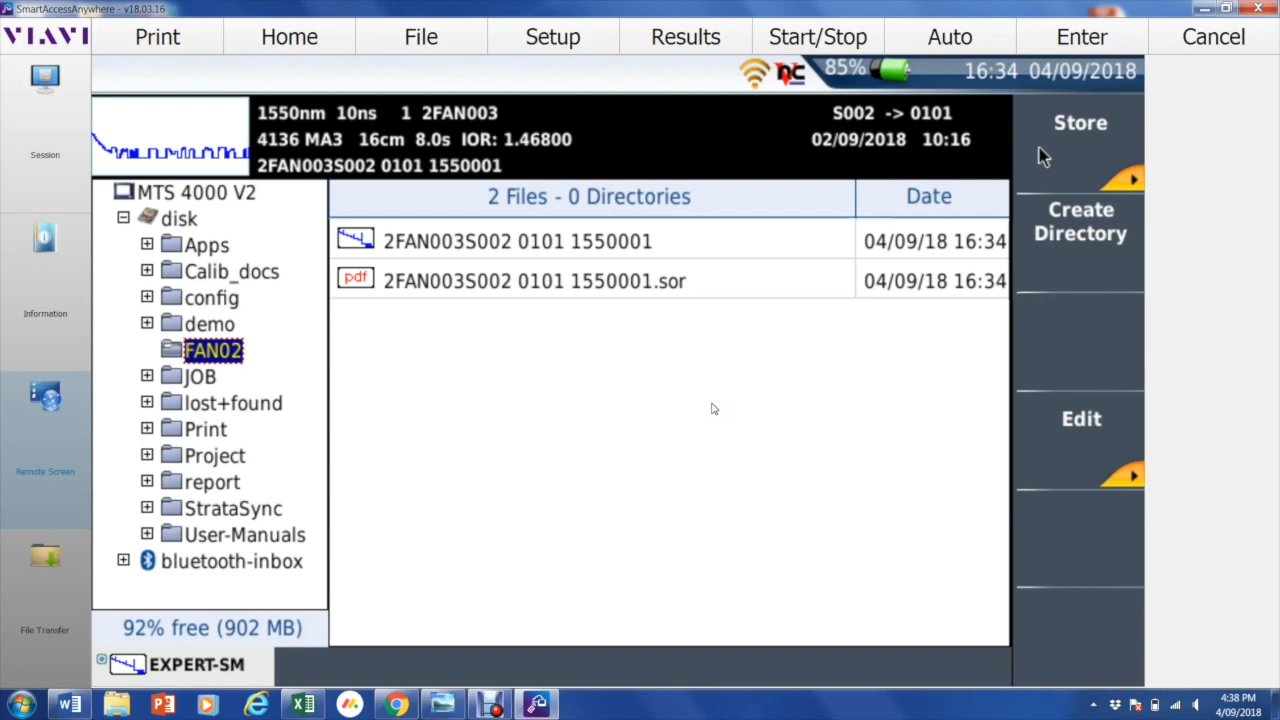 SmartAccessAnywhere - v18.03.16
VIAVI
Print
Home
File
Setup
Results
Start/Stop
Auto
Enter
Cancel
Session
Information
Remote Screen
File Transfer
85%
16:34 04/09/2018
1550nm 10ns 1 2FAN003
S002 -> 0101
4136 MA3 16cm 8.0s IOR: 1.46800
02/09/2018 10:16
2FAN003S002 0101 1550001
MTS 4000 V2
disk
Apps
Calib_docs
config
demo
FAN02
JOB
lost+found
Print
Project
report
StrataSync
User-Manuals
bluetooth-inbox
92% free (902 MB)
EXPERT-SM
2 Files - 0 Directories
Date
2FAN003S002 0101 1550001
04/09/18 16:34
pdf
2FAN003S002 0101 1550001.sor
04/09/18 16:34
Store
Create
Directory
Edit
4:38 PM
4/09/2018